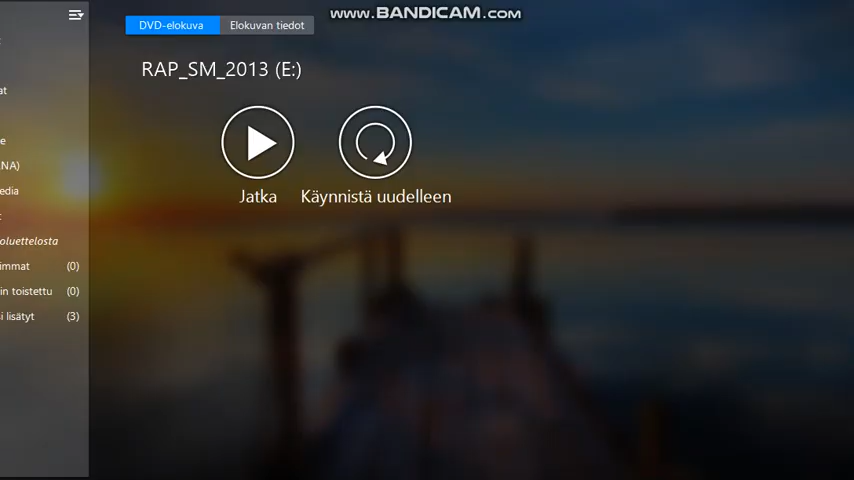 www.BANDICAM.com
DVD-elokuva
Elokuvan tiedot
RAP_SM_2013 (E:)
Jatka
Käynnistä uudelleen
at
e
NA)
edia
t
oluettelosta
immat (0)
in toistettu (0)
i lisätyt (3)